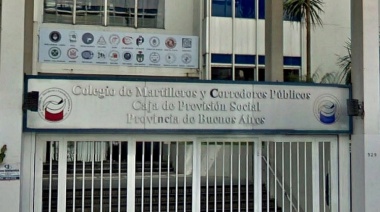 Colegio de Martilleros y Corredores Públicos
Caja de Previsión Social
Provincia de Buenos Aires